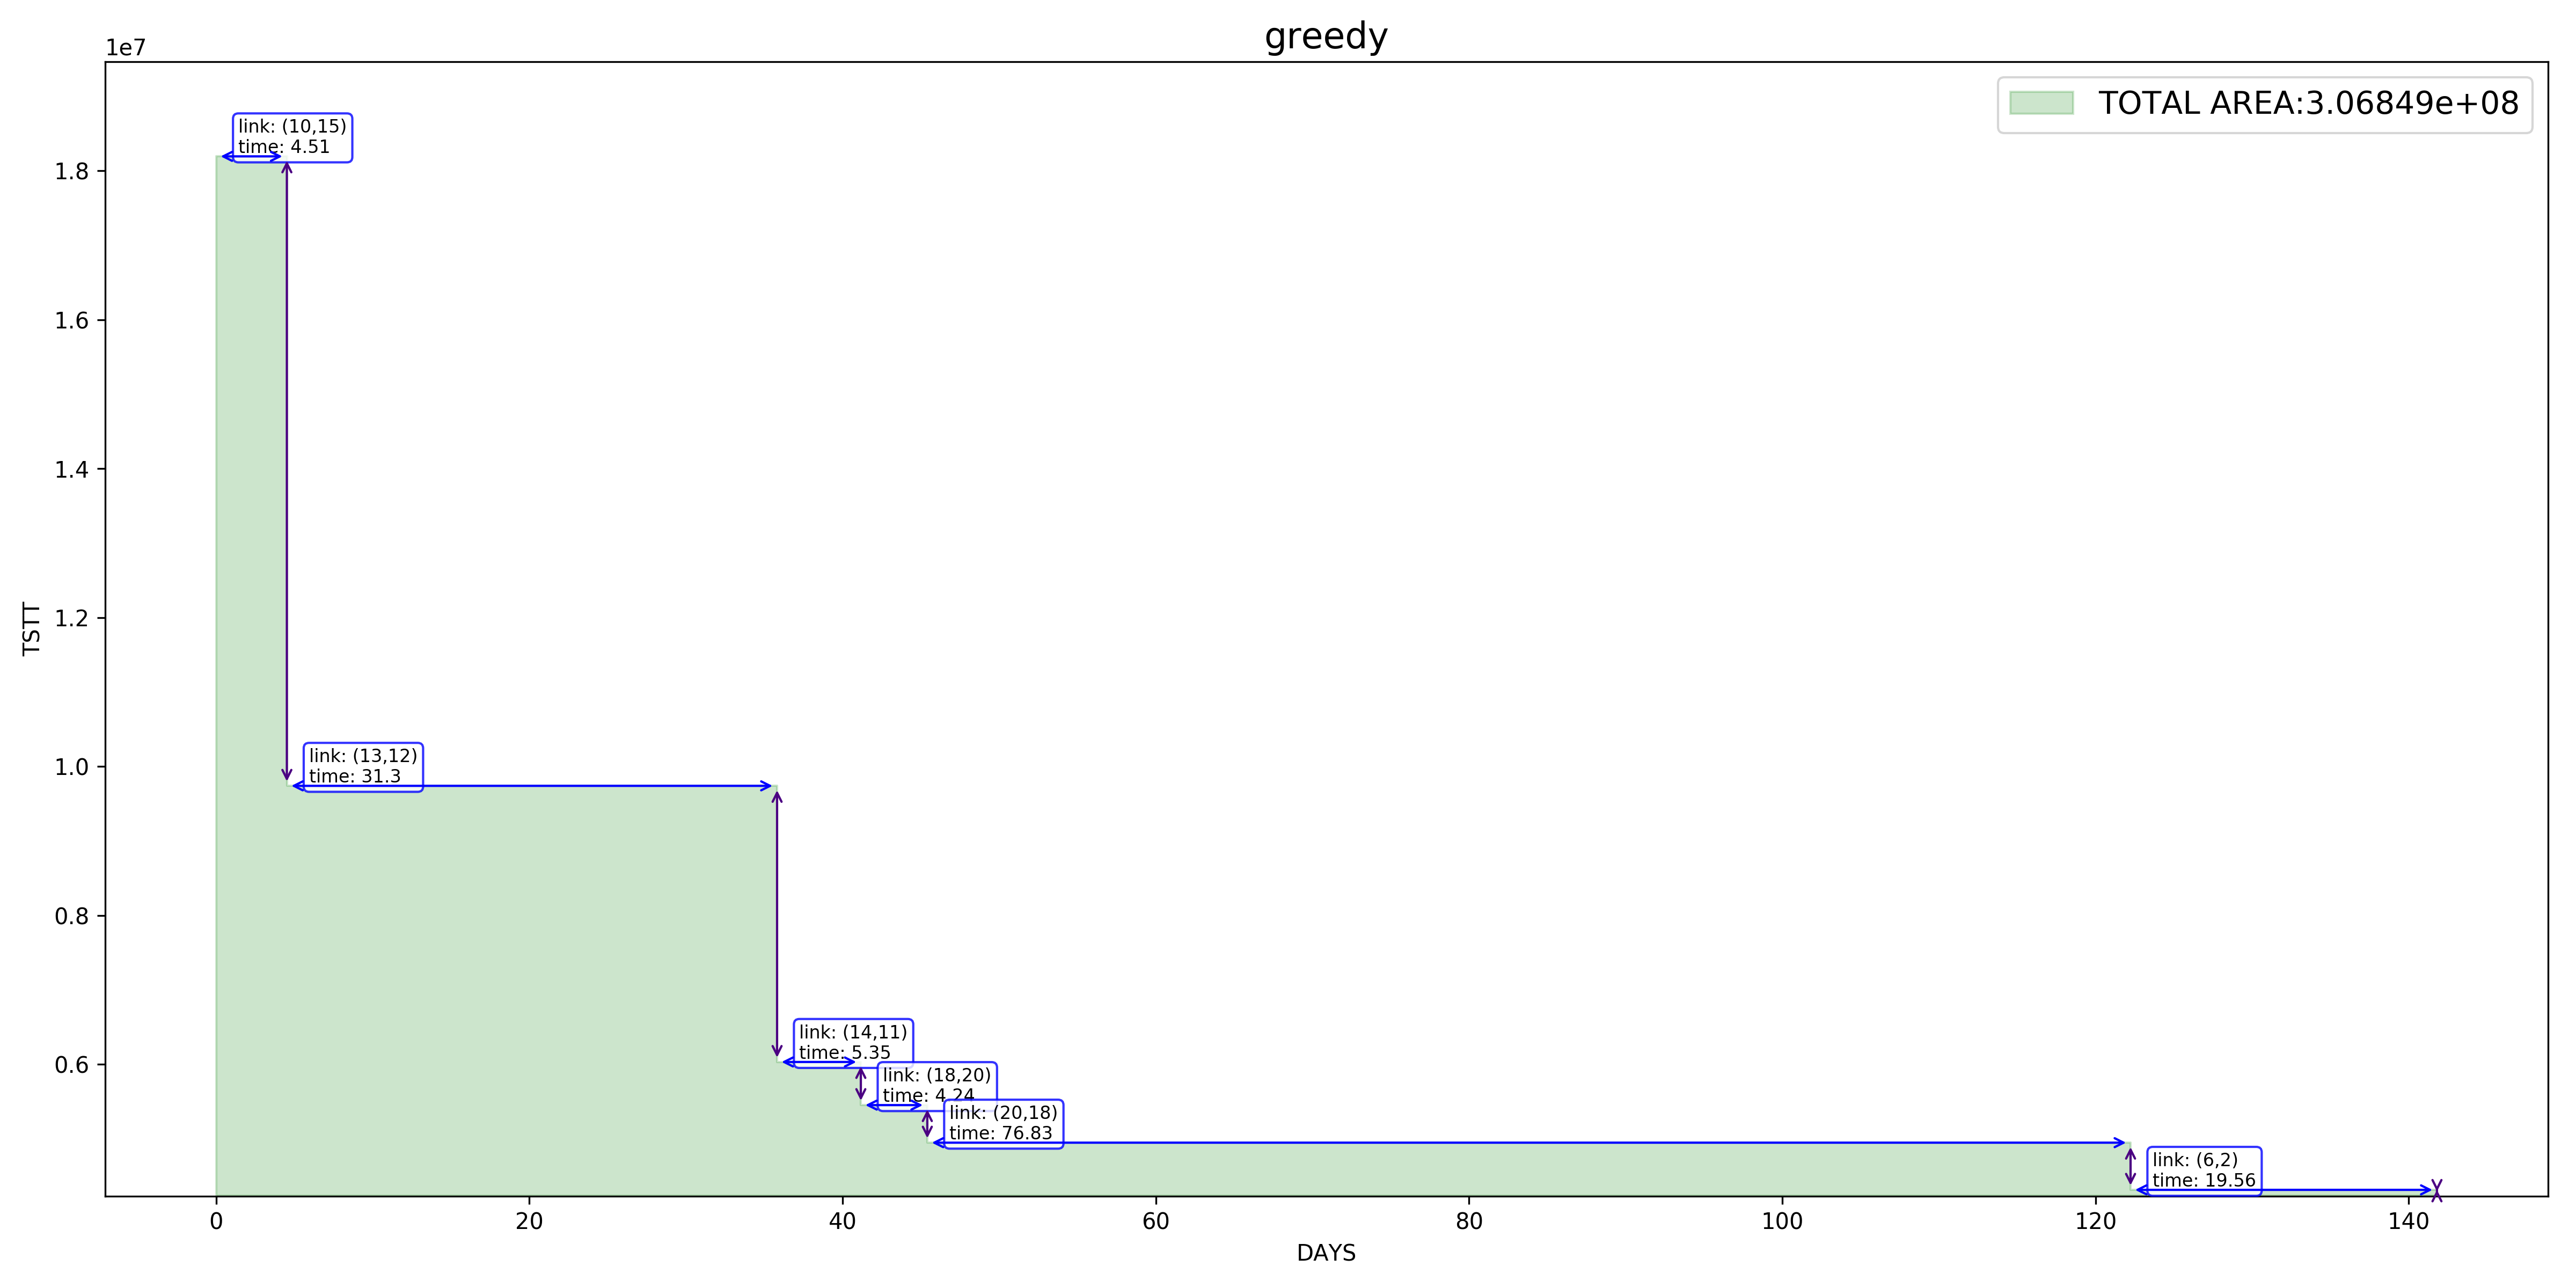 greedy
1e7
TOTAL AREA:3.06849e+08
link: (10,15)
time: 4.51
1.8
1.6
1.4
1.2
TSTT
link: (13,12)
time: 31.3
1.0
0.8
link: (14,11)
time: 5.35
0.6
link: (18,20)
time: 4.24
link: (20,18)
time: 76.83
link: (6,2)
time: 19.56
0 20 40 60 80 100 120 140
DAYS